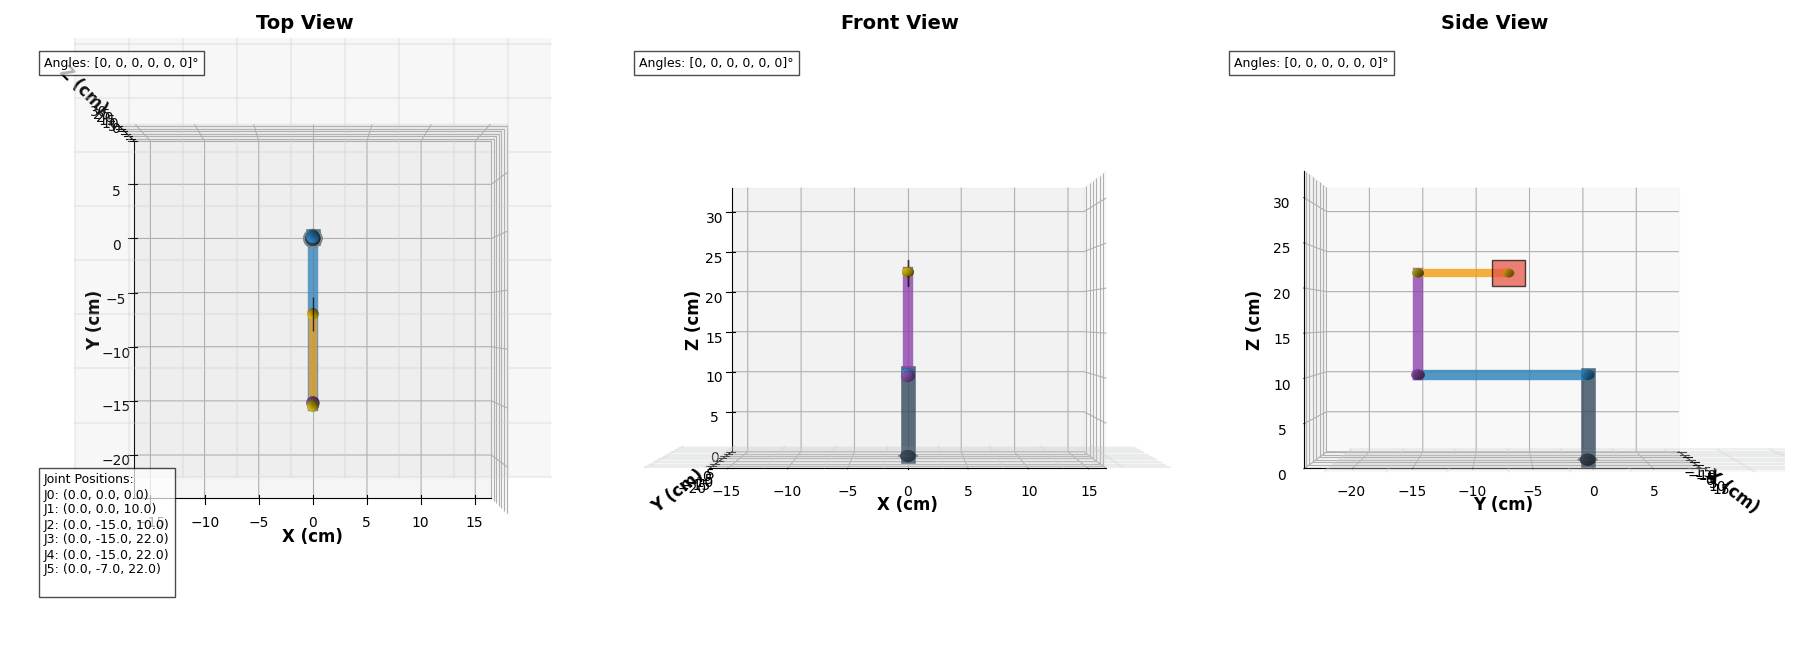 Top View
Front View
Side View
Angles: [0, 0, 0, 0, 0, 0]°
Angles: [0, 0, 0, 0, 0, 0]°
Angles: [0, 0, 0, 0, 0, 0]°
Z (cm)
5
0
−5
−10
−15
−20
Y (cm)
−10
−5
0
5
10
15
X (cm)
Joint Positions:
J0: (0.0, 0.0, 0.0)
J1: (0.0, 0.0, 10.0)
J2: (0.0, -15.0, 10.0)
J3: (0.0, -15.0, 22.0)
J4: (0.0, -15.0, 22.0)
J5: (0.0, -7.0, 22.0)
30
25
20
15
10
5
0
Z (cm)
Y (cm)
−15
−10
−5
0
5
10
15
X (cm)
30
25
20
15
10
5
0
Z (cm)
−20
−15
−10
−5
0
5
Y (cm)
X (cm)